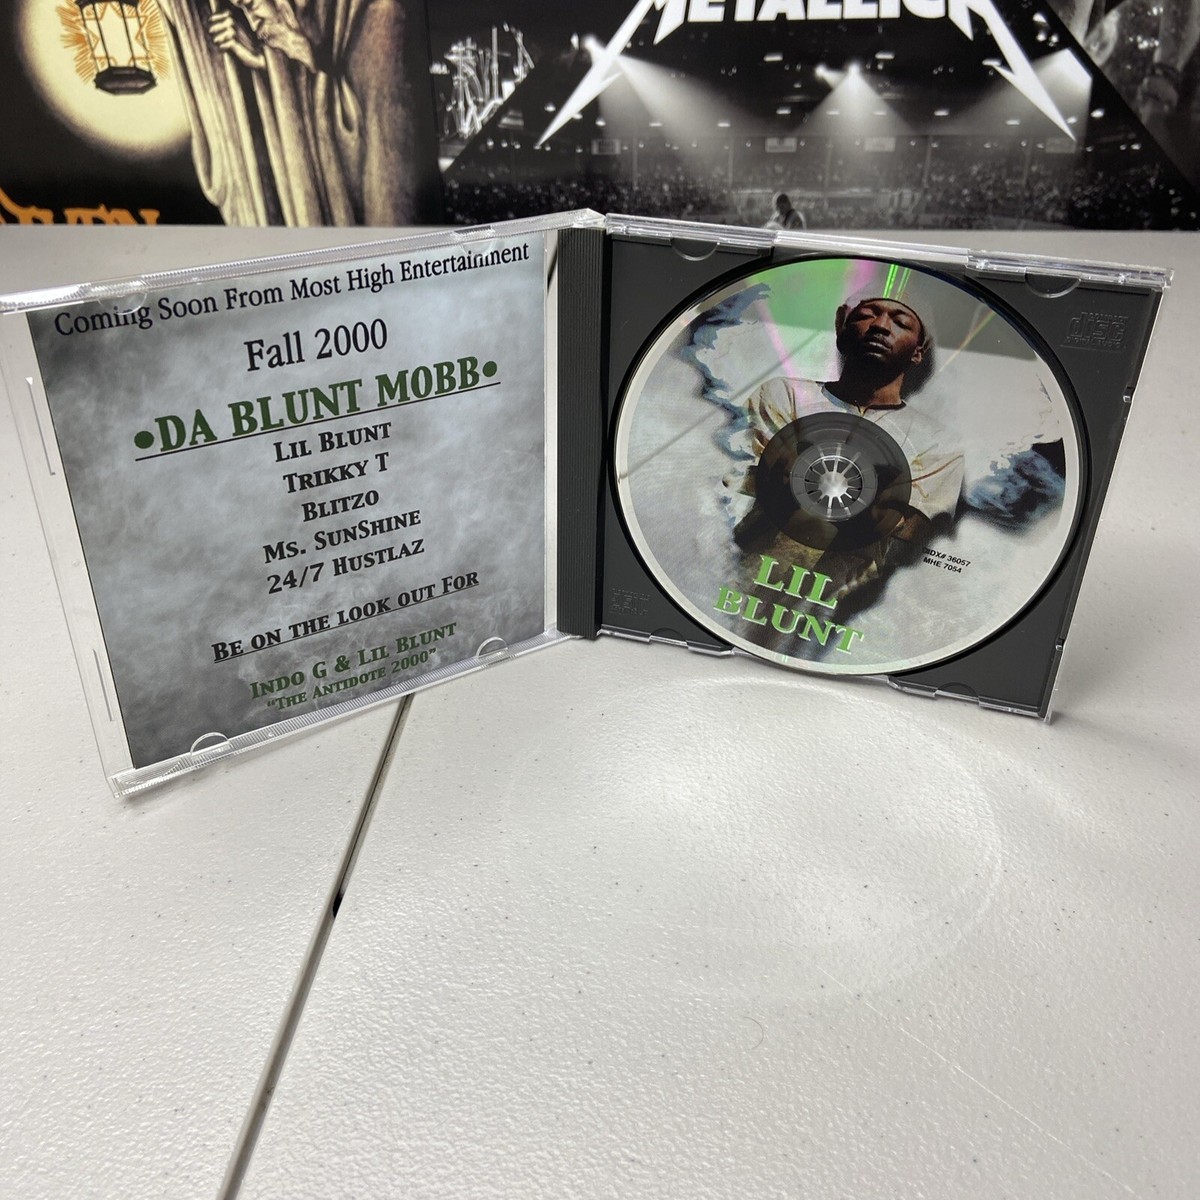 METALLICA
Coming Soon From Most High Entertainment
Fall 2000
•DA BLUNT MOBB•
LIL BLUNT
TRIKKY T
BLITZO
MS. SUNSHINE
24/7 HUSTLAZ
BE ON THE LOOK OUT FOR
INDO G & LIL BLUNT
"THE ANTIDOTE 2000"
disc
CIDX# 36057
MHE 7054
LIL
BLUNT